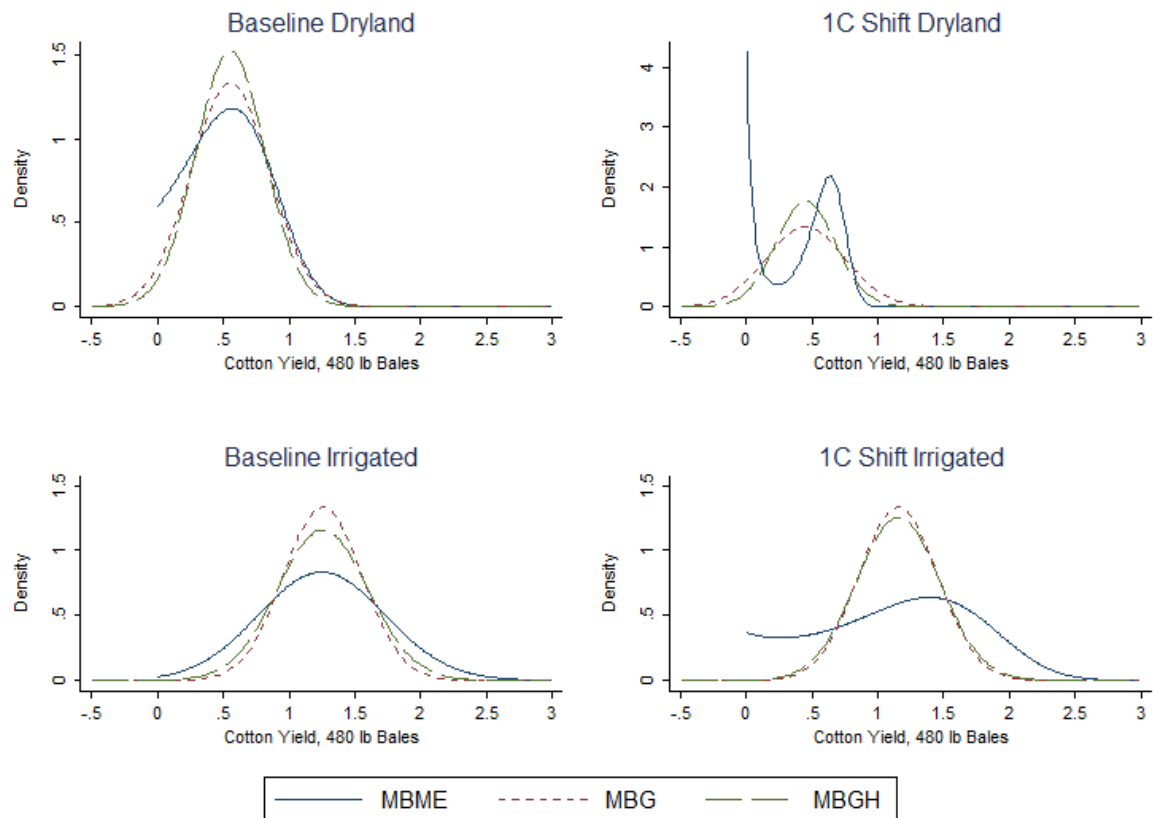 Baseline Dryland
1C Shift Dryland
Density
0 .5 1 1.5
-.5 0 .5 1 1.5 2 2.5 3
Cotton Yield, 480 lb Bales
Density
0 1 2 3 4
-.5 0 .5 1 1.5 2 2.5 3
Cotton Yield, 480 lb Bales
Baseline Irrigated
1C Shift Irrigated
Density
0 .5 1 1.5
-.5 0 .5 1 1.5 2 2.5 3
Cotton Yield, 480 lb Bales
Density
0 .5 1 1.5
-.5 0 .5 1 1.5 2 2.5 3
Cotton Yield, 480 lb Bales
MBME MBG MBGH